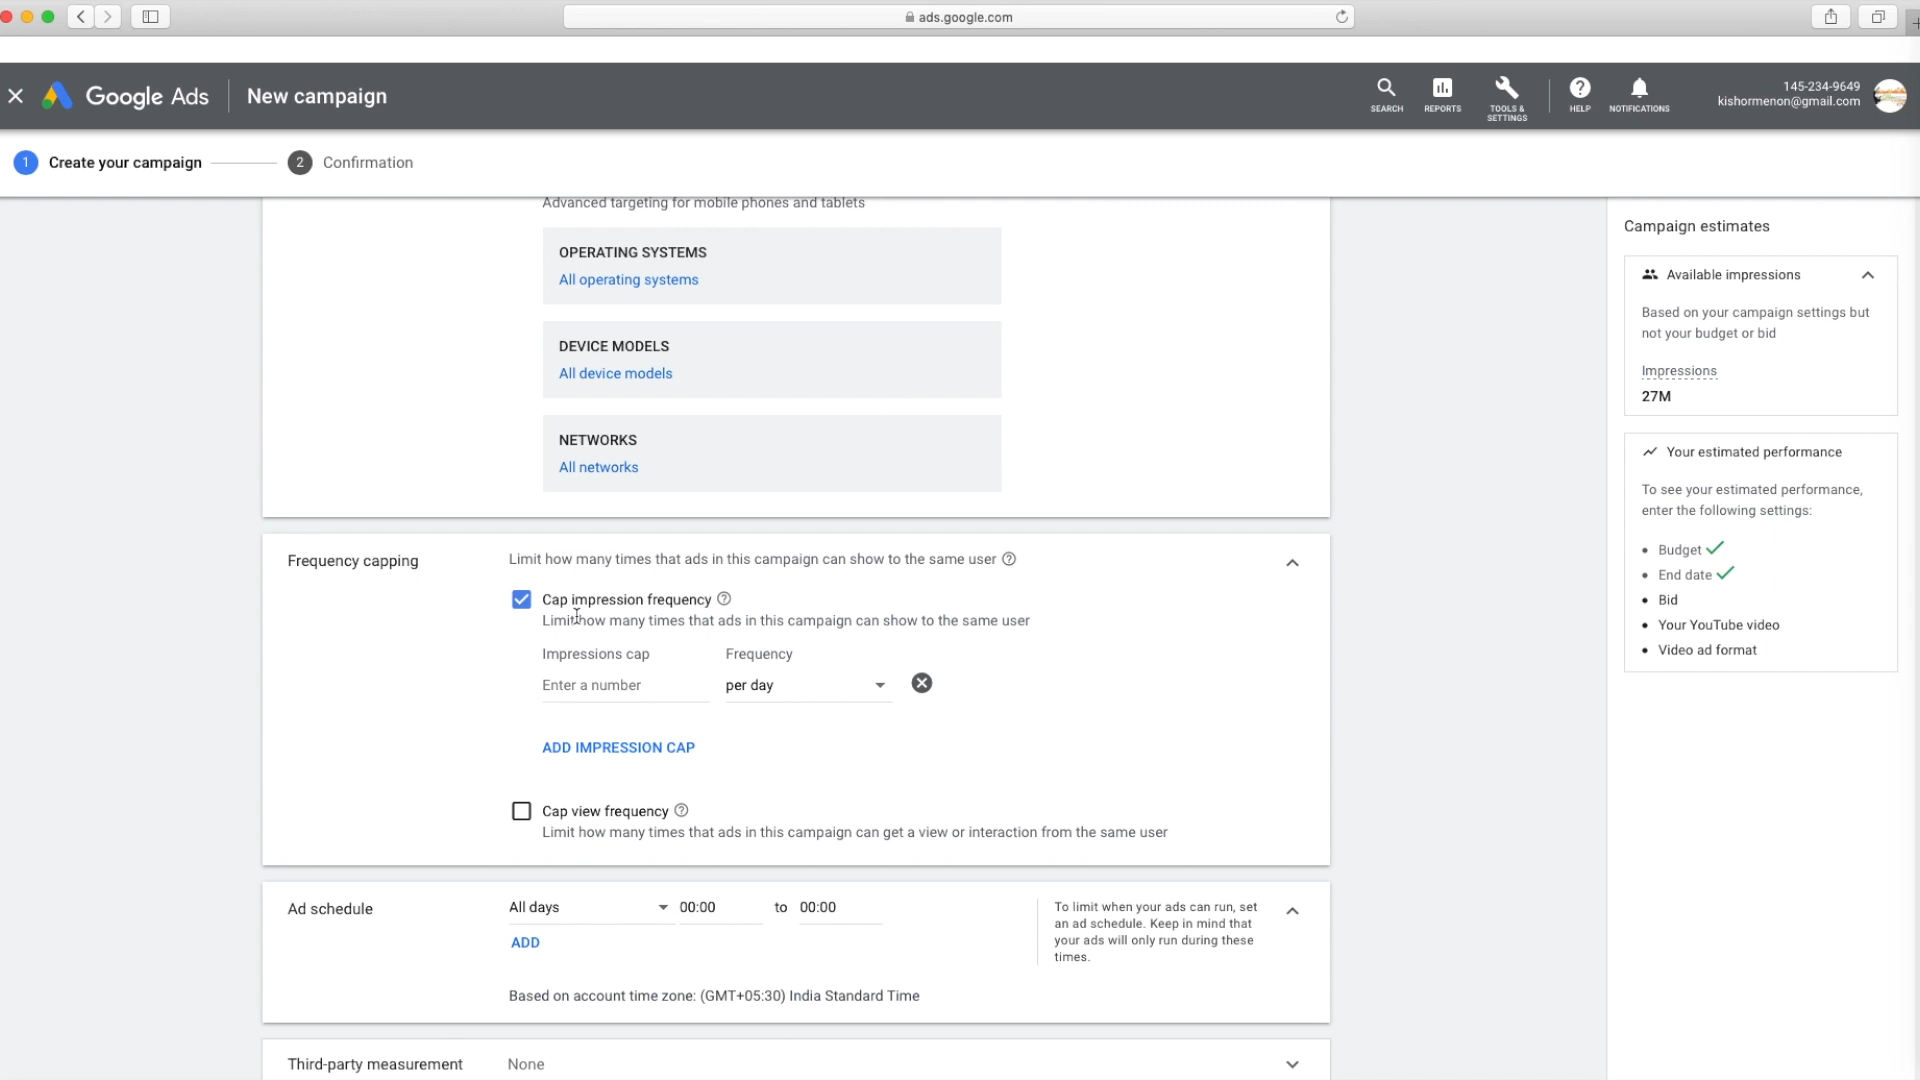 ads.google.com
Google Ads
New campaign
SEARCH
REPORTS
TOOLS &
SETTINGS
HELP
NOTIFICATIONS
145-234-9649
kishormenon@gmail.com
1 Create your campaign
2 Confirmation
Advanced targeting for mobile phones and tablets
OPERATING SYSTEMS
All operating systems
DEVICE MODELS
All device models
NETWORKS
All networks
Frequency capping
Limit how many times that ads in this campaign can show to the same user
Cap impression frequency
Limit how many times that ads in this campaign can show to the same user
Impressions cap
Frequency
Enter a number
per day
ADD IMPRESSION CAP
Cap view frequency
Limit how many times that ads in this campaign can get a view or interaction from the same user
Ad schedule
All days
00:00
to
00:00
ADD
To limit when your ads can run, set
an ad schedule. Keep in mind that
your ads will only run during these
times.
Based on account time zone: (GMT+05:30) India Standard Time
Third-party measurement
None
Campaign estimates
Available impressions
Based on your campaign settings but
not your budget or bid
Impressions
27M
Your estimated performance
To see your estimated performance,
enter the following settings:
• Budget
• End date
• Bid
• Your YouTube video
• Video ad format